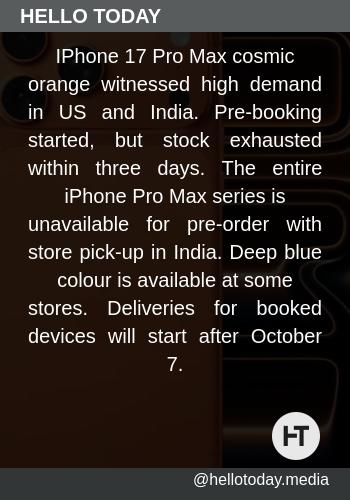 HELLO TODAY
IPhone 17 Pro Max cosmic
orange witnessed high demand
in US and India. Pre-booking
started, but stock exhausted
within three days. The entire
iPhone Pro Max series is
unavailable for pre-order with
store pick-up in India. Deep blue
colour is available at some
stores. Deliveries for booked
devices will start after October
7.
HT
@hellotoday.media